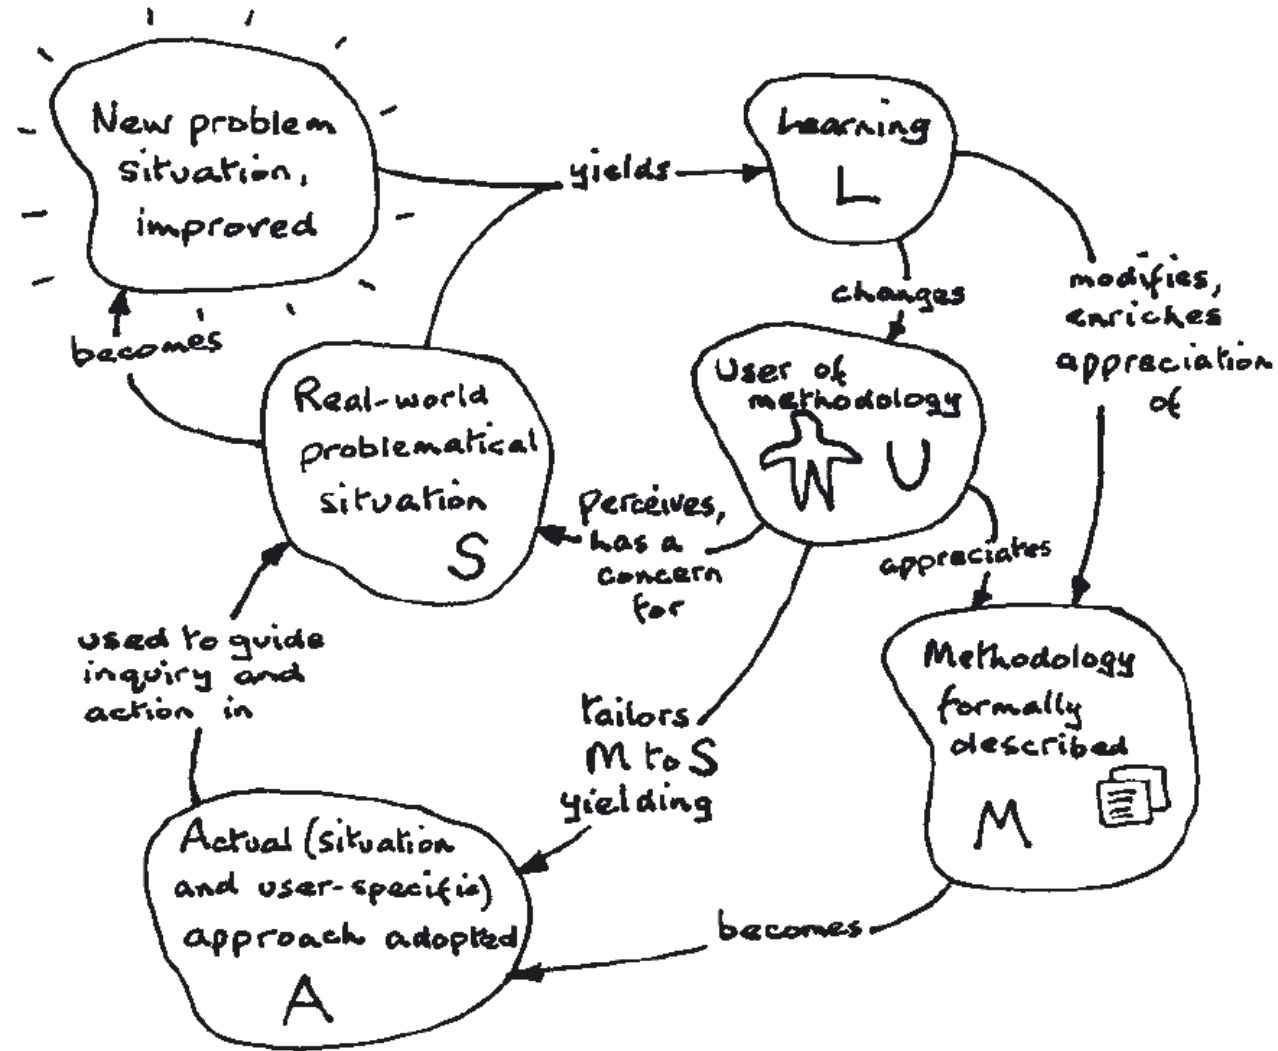 New problem
situation,
improved
yields
Learning
L
changes
modifies,
enriches
appreciation
of
becomes
Real-world
problematical
situation
S
User of
methodology
U
perceives,
has a
concern
for
appreciates
used to guide
inquiry and
action in
tailors
M to S
yielding
Methodology
formally
described
M
Actual (situation
and user-specific)
approach adopted
A
becomes